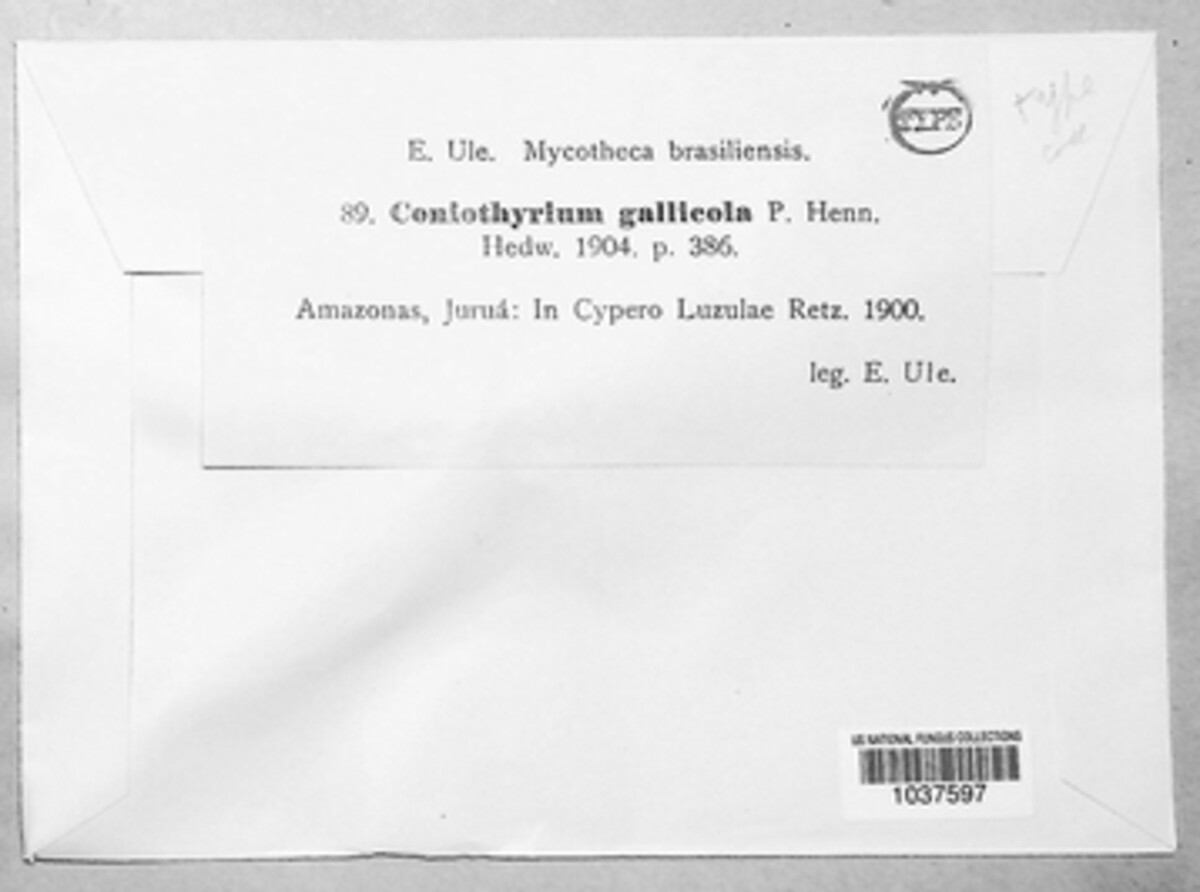 TYPE
E. Ule. Mycotheca brasiliensis.
89. Coniothyrium gallicola P. Henn.
Hedw. 1904. p. 386.
Amazonas, Juruá: In Cypero Luzulae Retz. 1900.
leg. E. Ule.
US NATIONAL FUNGUS COLLECTIONS
1037597